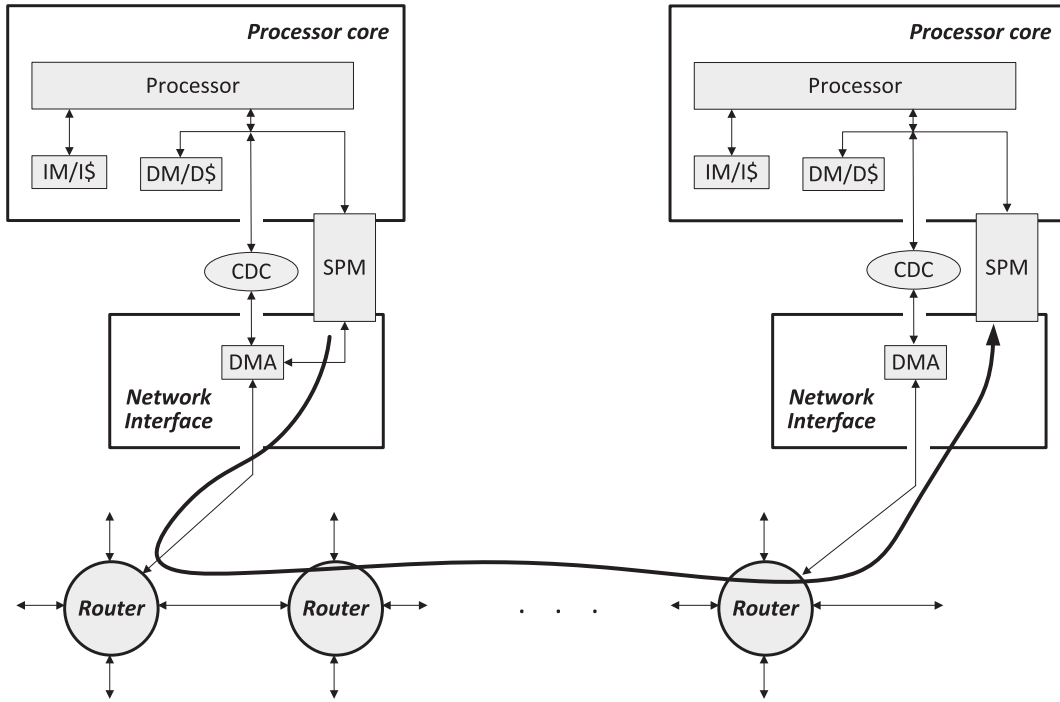 Processor core
Processor
IM/I$
DM/D$
CDC
SPM
DMA
Network
Interface
Processor core
Processor
IM/I$
DM/D$
CDC
SPM
DMA
Network
Interface
Router
Router
. . .
Router